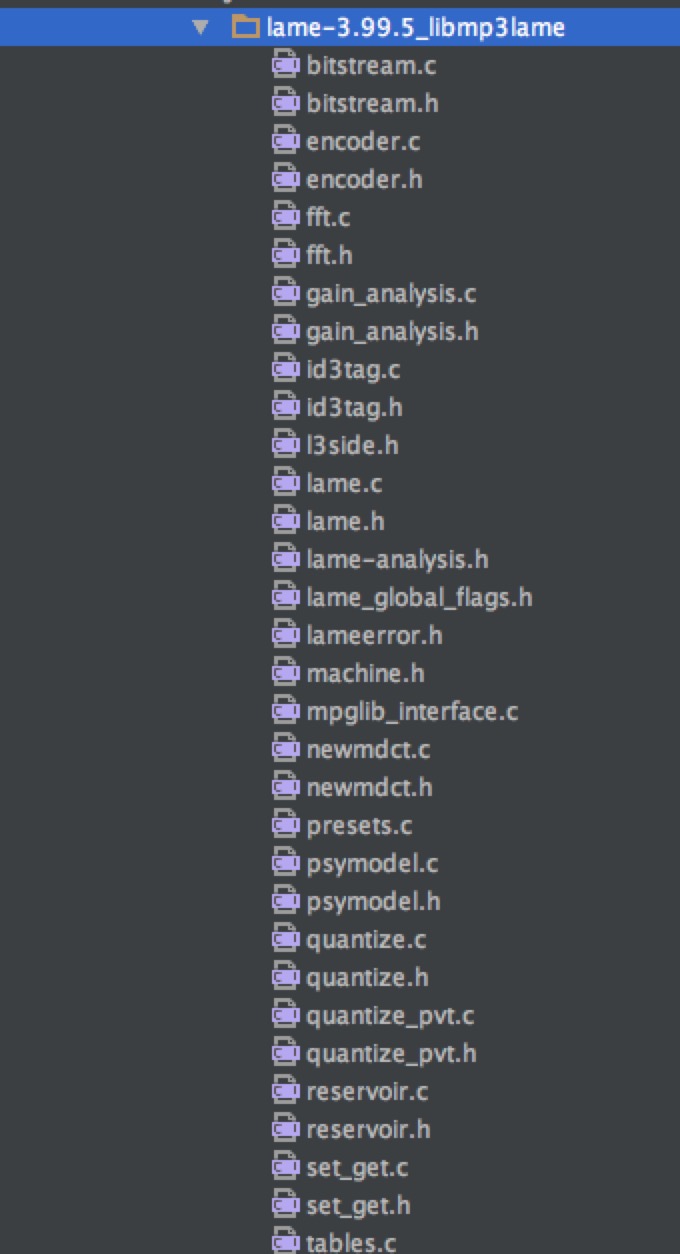 lame-3.99.5_libmp3lame
bitstream.c
bitstream.h
encoder.c
encoder.h
fft.c
fft.h
gain_analysis.c
gain_analysis.h
id3tag.c
id3tag.h
l3side.h
lame.c
lame.h
lame-analysis.h
lame_global_flags.h
lameerror.h
machine.h
mpglib_interface.c
newmdct.c
newmdct.h
presets.c
psymodel.c
psymodel.h
quantize.c
quantize.h
quantize_pvt.c
quantize_pvt.h
reservoir.c
reservoir.h
set_get.c
set_get.h
tables.c